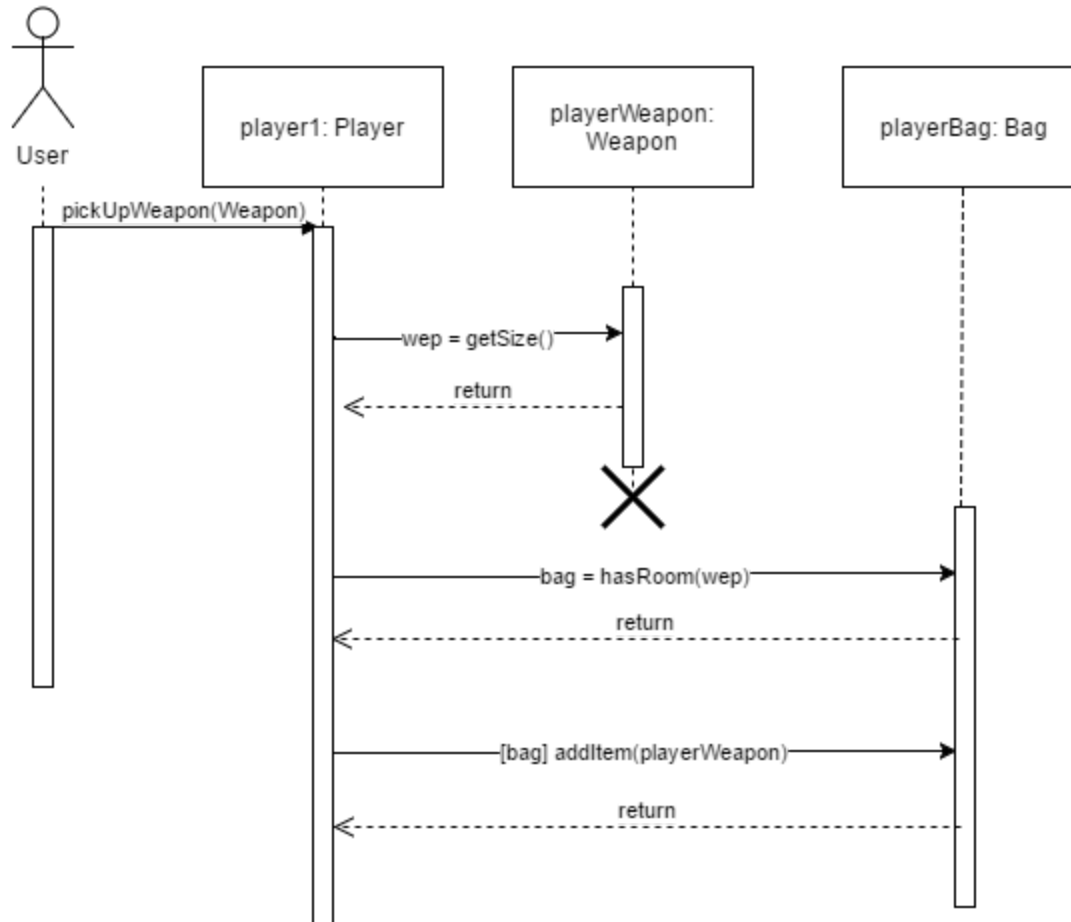 User
player1: Player
playerWeapon:
Weapon
playerBag: Bag
pickUpWeapon(Weapon)
wep = getSize()
return
bag = hasRoom(wep)
return
[bag] addItem(playerWeapon)
return